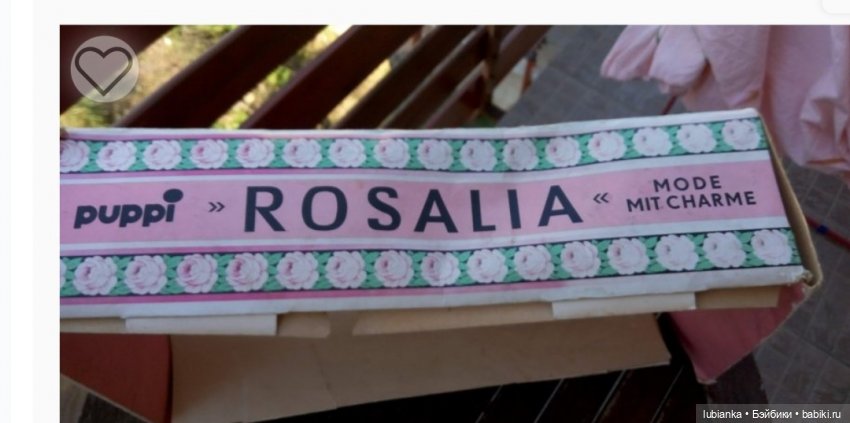 puppi » ROSALIA « MODE
MIT CHARME
lubianka • Бэйбики • babiki.ru